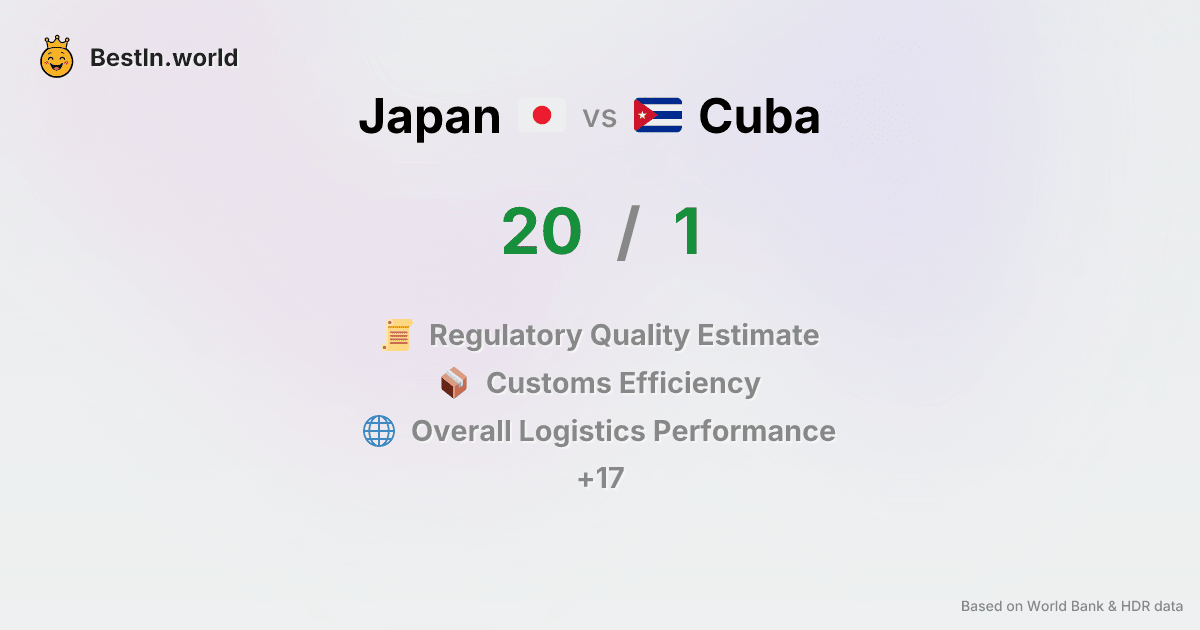 BestIn.world
Japan vs Cuba
20 / 1
Regulatory Quality Estimate
Customs Efficiency
Overall Logistics Performance
+17
Based on World Bank & HDR data